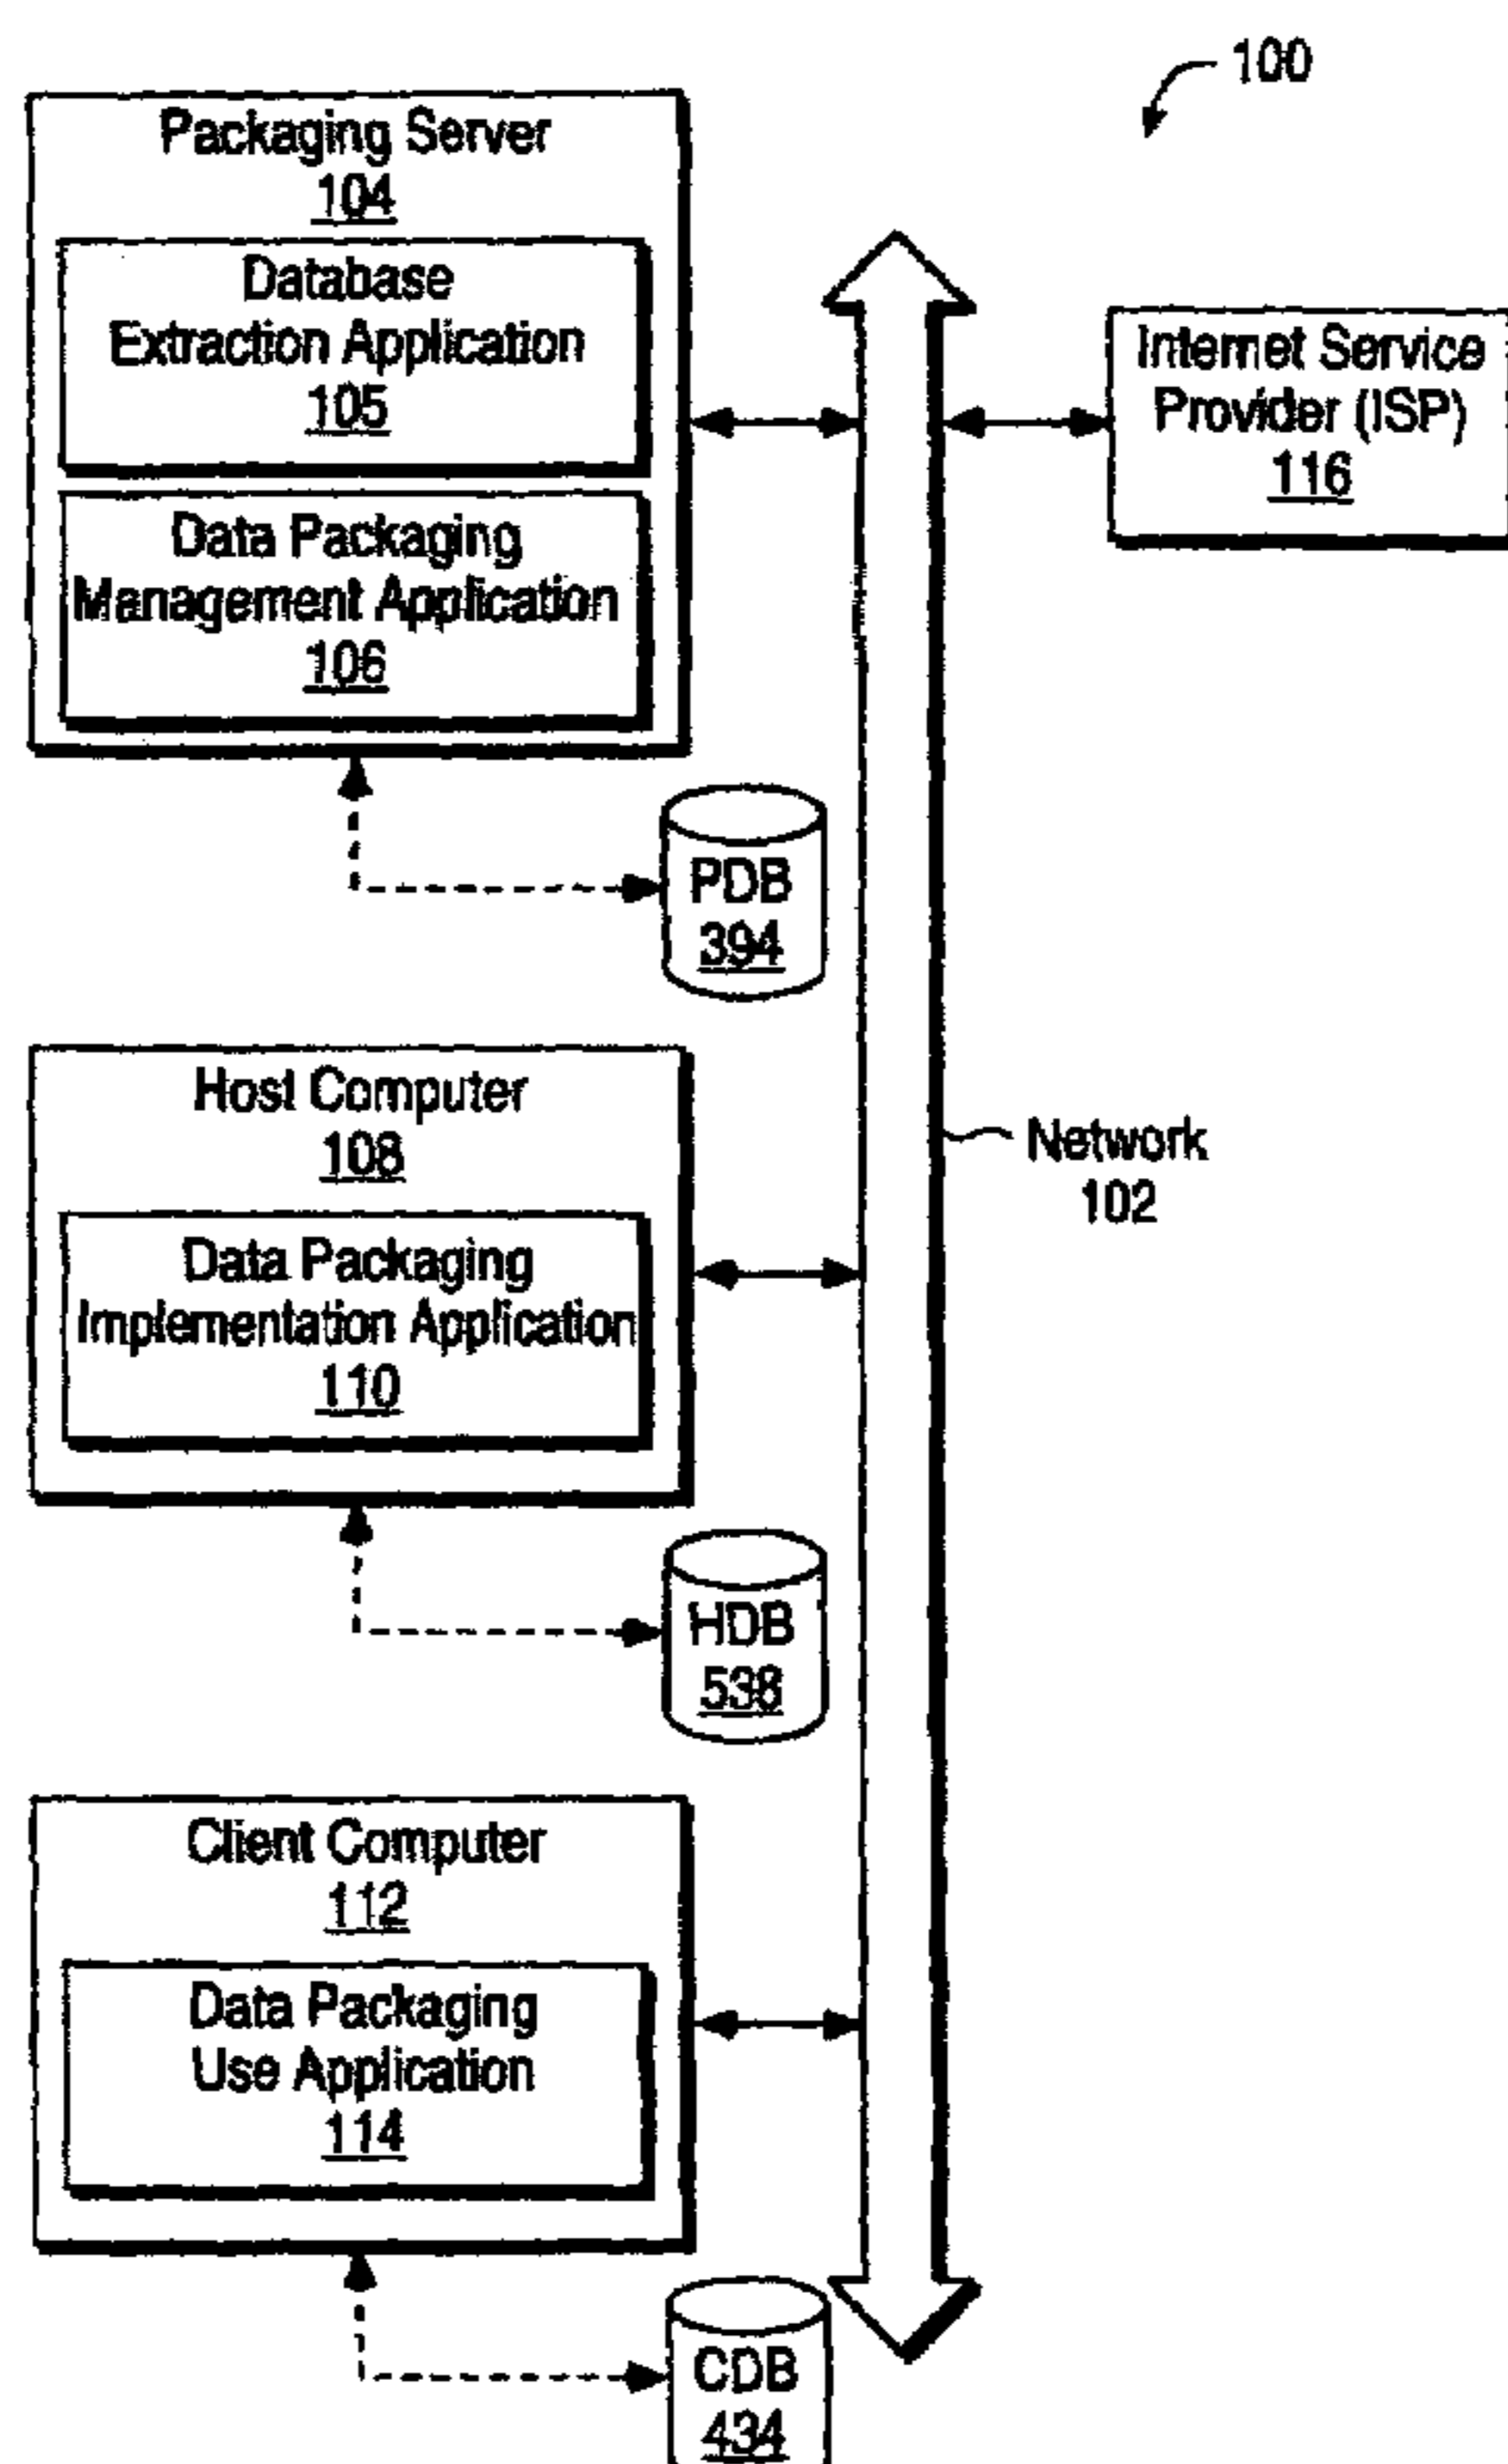 100
Packaging Server
104
Database
Extraction Application
105
Data Packaging
Management Application
106
Internet Service
Provider (ISP)
116
PDB
394
Host Computer
108
Data Packaging
Implementation Application
110
Network
102
HDB
538
Client Computer
112
Data Packaging
Use Application
114
CDB
434